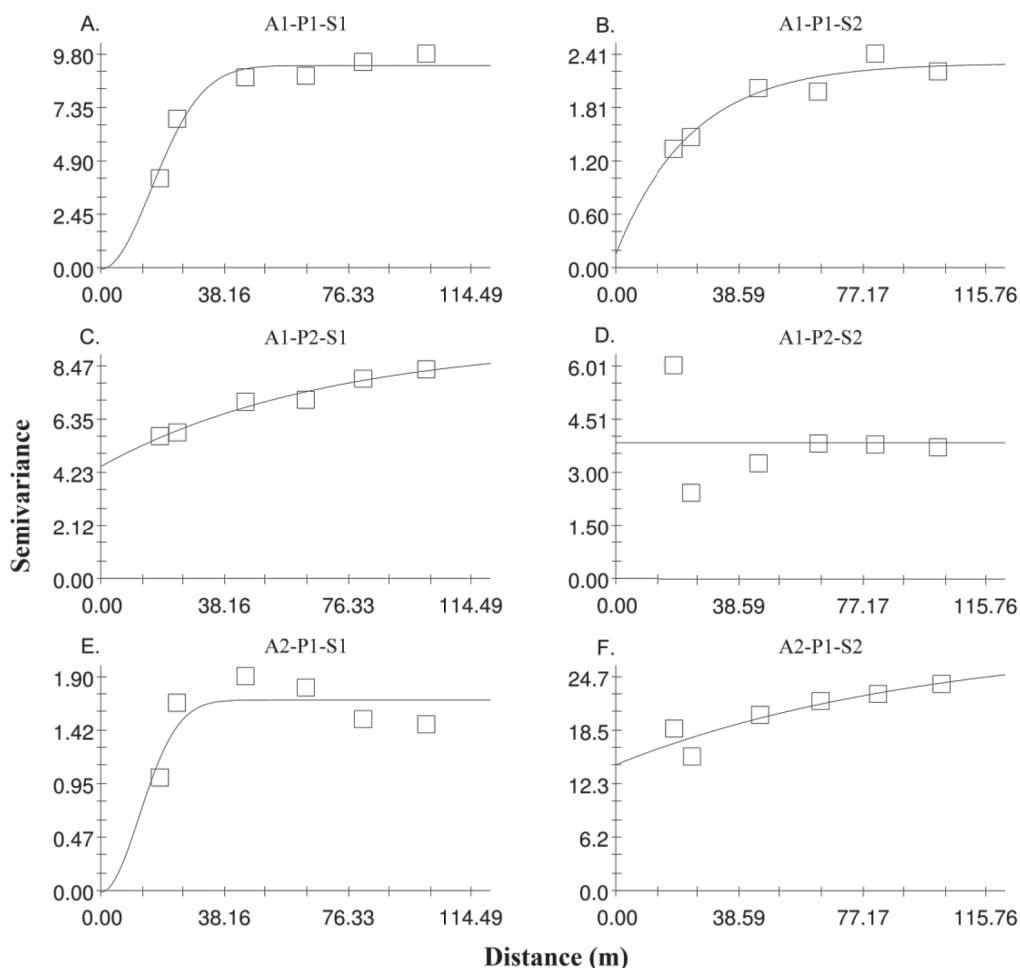 A. A1-P1-S1
9.80
7.35
4.90
2.45
0.00
0.00 38.16 76.33 114.49
B. A1-P1-S2
2.41
1.81
1.20
0.60
0.00
0.00 38.59 77.17 115.76
C. A1-P2-S1
8.47
6.35
4.23
2.12
0.00
0.00 38.16 76.33 114.49
D. A1-P2-S2
6.01
4.51
3.00
1.50
0.00
0.00 38.59 77.17 115.76
E. A2-P1-S1
1.90
1.42
0.95
0.47
0.00
0.00 38.16 76.33 114.49
F. A2-P1-S2
24.7
18.5
12.3
6.2
0.0
0.00 38.59 77.17 115.76
Semivariance
Distance (m)